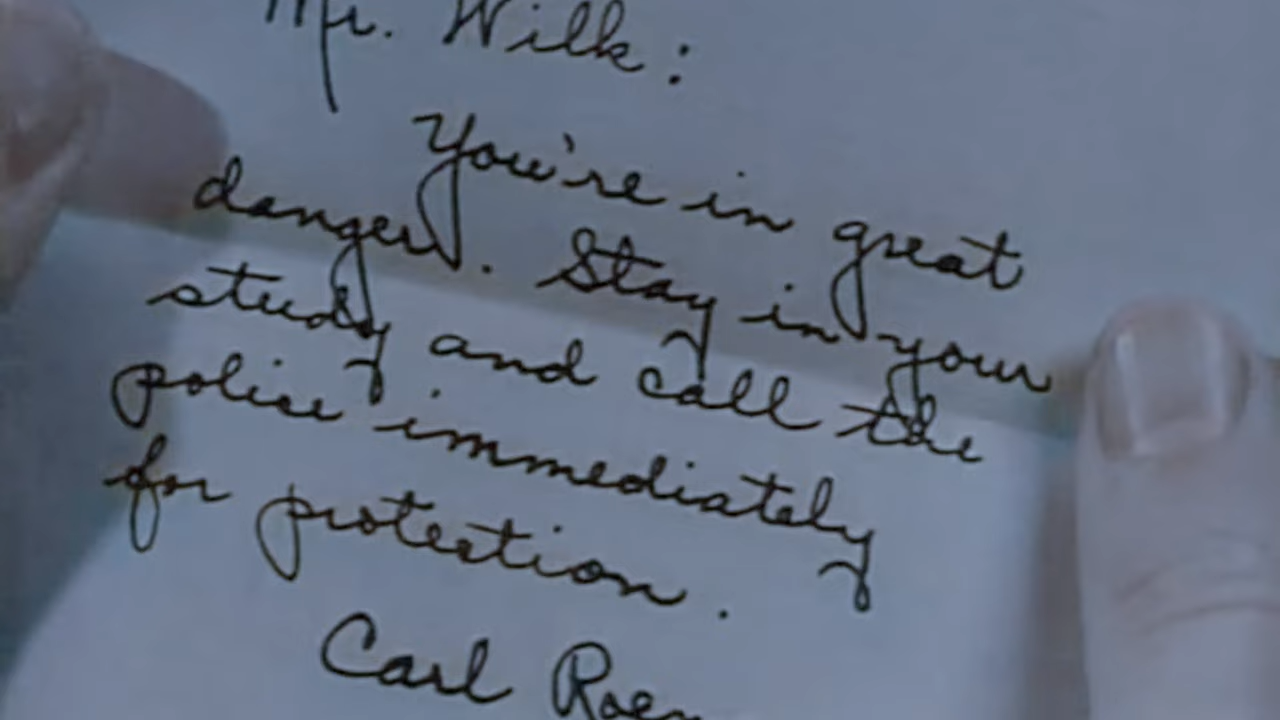 Mr. Wilk:
You're in great
danger. Stay in your
study and call the
police immediately
for protection.
Carl